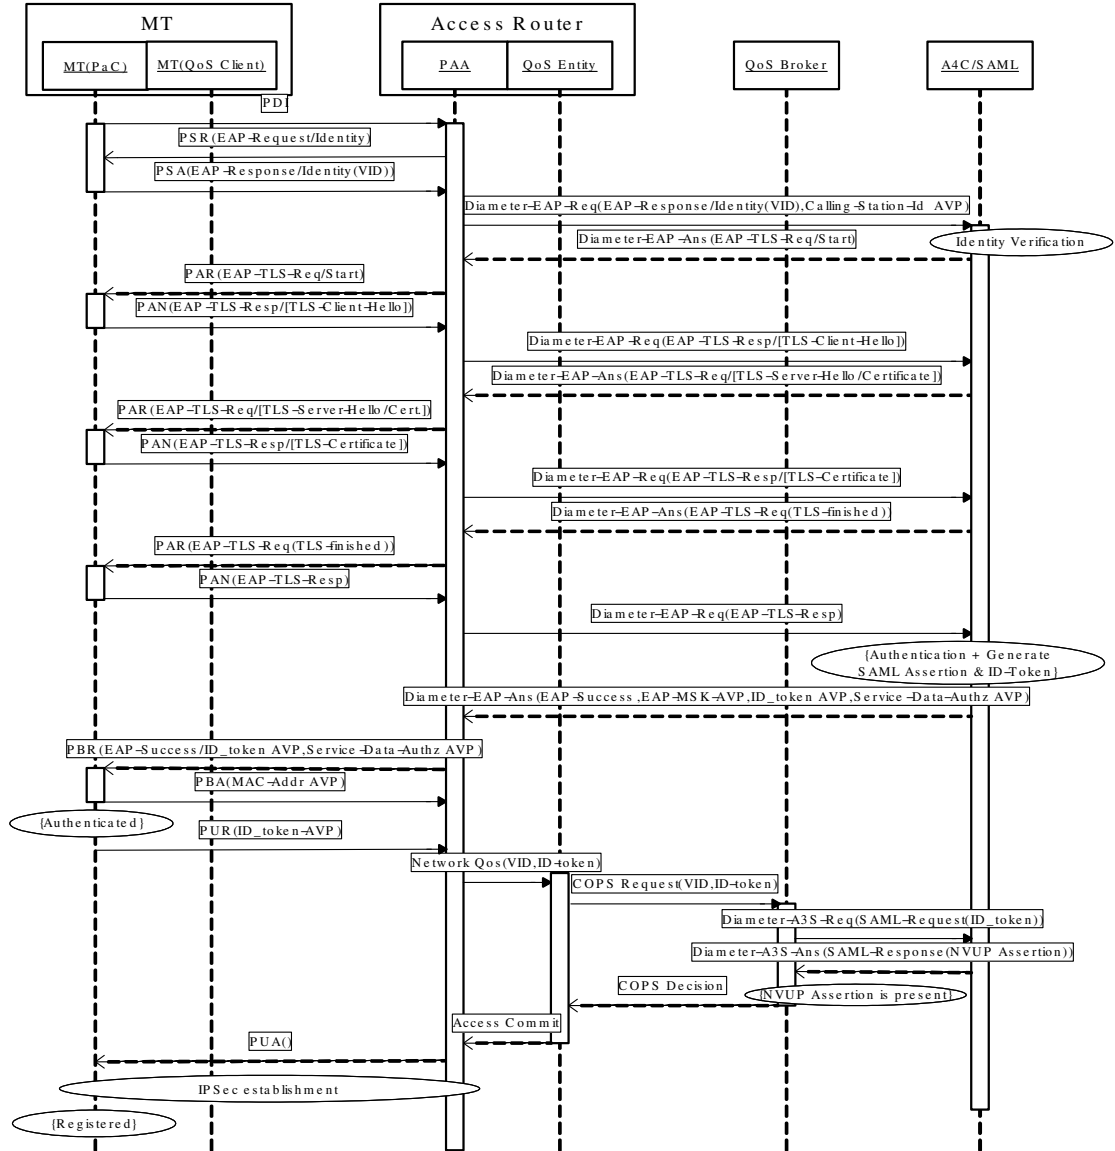 MT
Access Router
MT(PaC)
MT(QoS Client)
PAA
QoS Entity
QoS Broker
A4C/SAML
PDI
PSR(EAP-Request/Identity)
PSA(EAP-Response/Identity(VID))
Diameter-EAP-Req(EAP-Response/Identity(VID),Calling-Station-Id AVP)
Diameter-EAP-Ans(EAP-TLS-Req/Start)
Identity Verification
PAR(EAP-TLS-Req/Start)
PAN(EAP-TLS-Resp/[TLS-Client-Hello])
Diameter-EAP-Req(EAP-TLS-Resp/[TLS-Client-Hello])
Diameter-EAP-Ans(EAP-TLS-Req/[TLS-Server-Hello/Certificate])
PAR(EAP-TLS-Req/[TLS-Server-Hello/Cert.])
PAN(EAP-TLS-Resp/[TLS-Certificate])
Diameter-EAP-Req(EAP-TLS-Resp/[TLS-Certificate])
Diameter-EAP-Ans(EAP-TLS-Req(TLS-finished))
PAR(EAP-TLS-Req(TLS-finished))
PAN(EAP-TLS-Resp)
Diameter-EAP-Req(EAP-TLS-Resp)
{Authentication + Generate
SAML Assertion & ID-Token}
Diameter-EAP-Ans(EAP-Success,EAP-MSK-AVP,ID_token AVP,Service-Data-Authz AVP)
PBR(EAP-Success/ID_token AVP,Service-Data-Authz AVP)
PBA(MAC-Addr AVP)
{Authenticated}
PUR(ID_token-AVP)
Network Qos(VID,ID-token)
COPS Request(VID,ID-token)
Diameter-A3S-Req(SAML-Request(ID_token))
Diameter-A3S-Ans(SAML-Response(NVUP Assertion))
COPS Decision
{NVUP Assertion is present}
Access Commit
PUA()
IPSec establishment
{Registered}